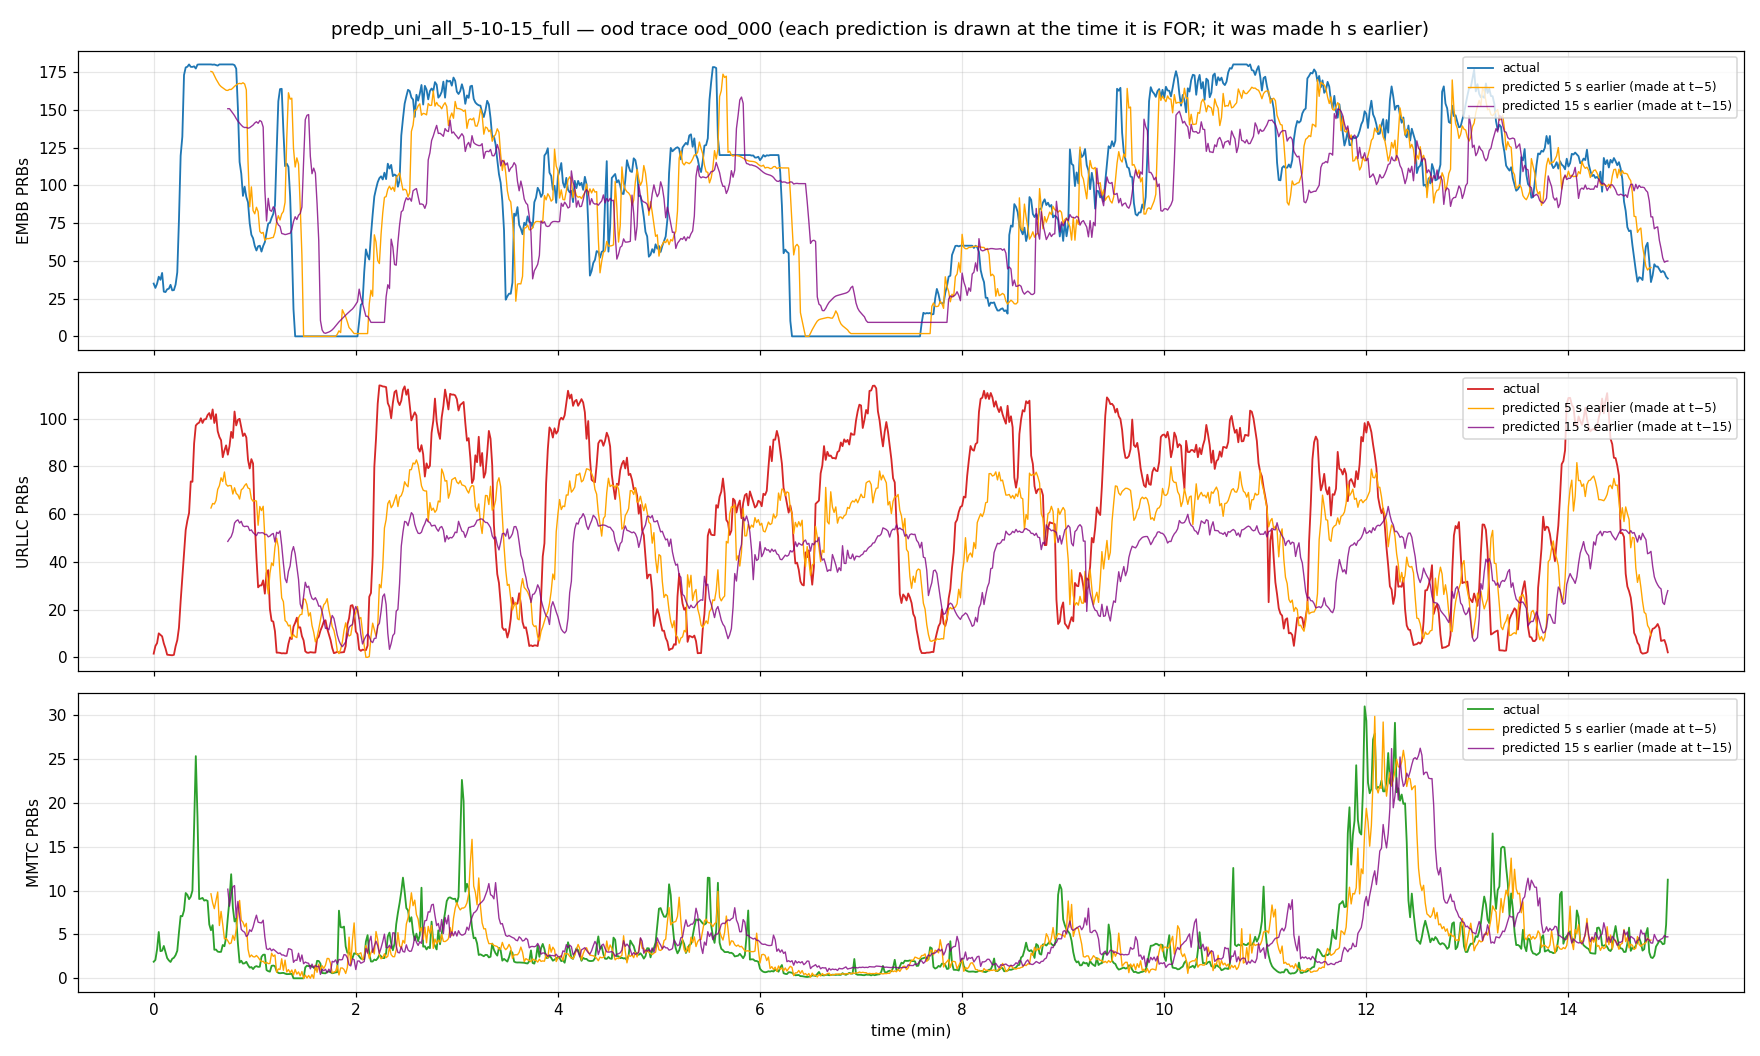 predp_uni_all_5-10-15_full — ood trace ood_000 (each prediction is drawn at the time it is FOR; it was made h s earlier)
EMBB PRBs
175
150
125
100
75
50
25
0
actual
predicted 5 s earlier (made at t−5)
predicted 15 s earlier (made at t−15)
URLLC PRBs
100
80
60
40
20
0
actual
predicted 5 s earlier (made at t−5)
predicted 15 s earlier (made at t−15)
MMTC PRBs
30
25
20
15
10
5
0
actual
predicted 5 s earlier (made at t−5)
predicted 15 s earlier (made at t−15)
0 2 4 6 8 10 12 14
time (min)